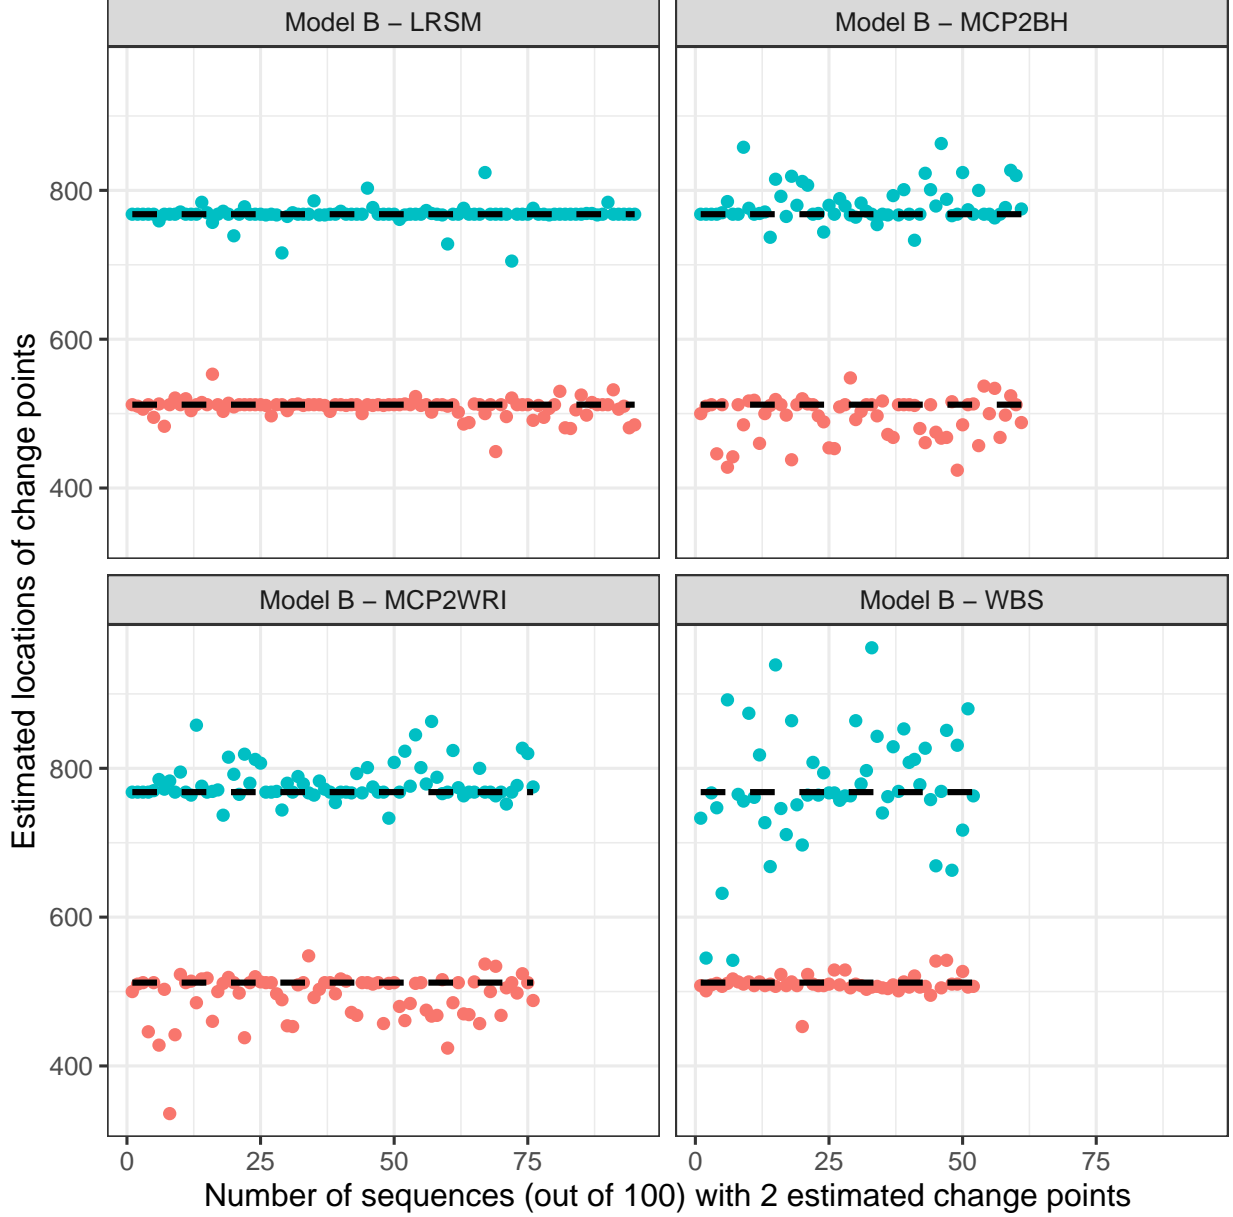 Model B − LRSM
Model B − MCP2BH
800
600
400
Model B − MCP2WRI
Model B − WBS
800
600
400
0
25
50
75
0
25
50
75
Estimated locations of change points
Number of sequences (out of 100) with 2 estimated change points